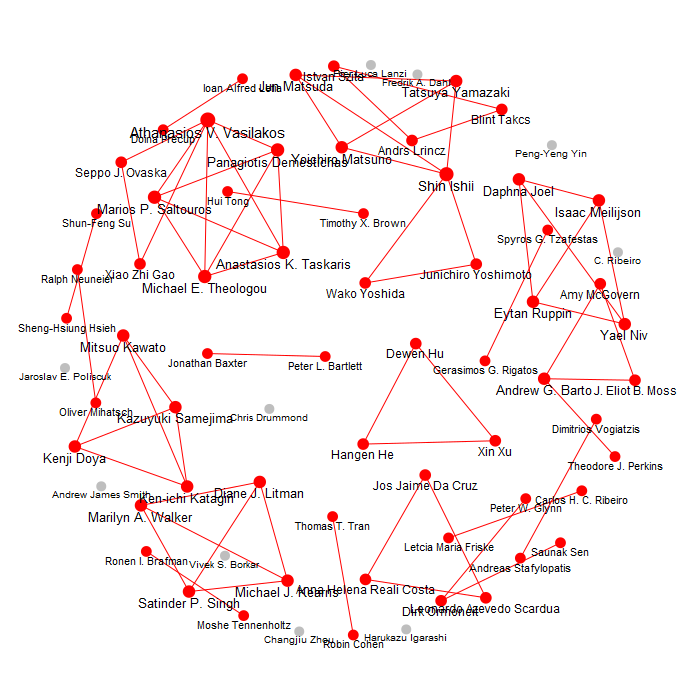 Pier Luca Lanzi
Istvan Szita
Fredrik A. Dahl
Ioan Alfred Letia
Jun Matsuda
Tatsuya Yamazaki
Blint Takcs
Athanasios V. Vasilakos
Doina Precup
Andrs Lrincz
Peng-Yeng Yin
Yoichiro Matsuno
Panagiotis Demestichas
Seppo J. Ovaska
Shin Ishii
Daphna Joel
Hui Tong
Marios P. Saltouros
Isaac Meilijson
Shun-Feng Su
Timothy X. Brown
Spyros G. Tzafestas
C. Ribeiro
Anastasios K. Taskaris
Xiao Zhi Gao
Junichiro Yoshimoto
Ralph Neuneier
Michael E. Theologou
Wako Yoshida
Amy McGovern
Eytan Ruppin
Sheng-Hsiung Hsieh
Yael Niv
Mitsuo Kawato
Dewen Hu
Jonathan Baxter
Peter L. Bartlett
Gerasimos G. Rigatos
Jaroslav E. Poliscuk
Andrew G. Barto
J. Eliot B. Moss
Oliver Mihatsch
Kazuyuki Samejima
Chris Drummond
Dimitrios Vogiatzis
Kenji Doya
Hangen He
Xin Xu
Theodore J. Perkins
Andrew James Smith
Ken-ichi Katagiri
Diane J. Litman
Jos Jaime Da Cruz
Carlos H. C. Ribeiro
Peter W. Glynn
Marilyn A. Walker
Thomas T. Tran
Letcia Maria Friske
Saunak Sen
Ronen I. Brafman
Vivek S. Borkar
Andreas Stafylopatis
Michael J. Kearns
Anna Helena Reali Costa
Satinder P. Singh
Dirk Ormoneit
Leonardo Azevedo Scardua
Moshe Tennenholtz
Changjiu Zhou
Harukazu Igarashi
Robin Cohen